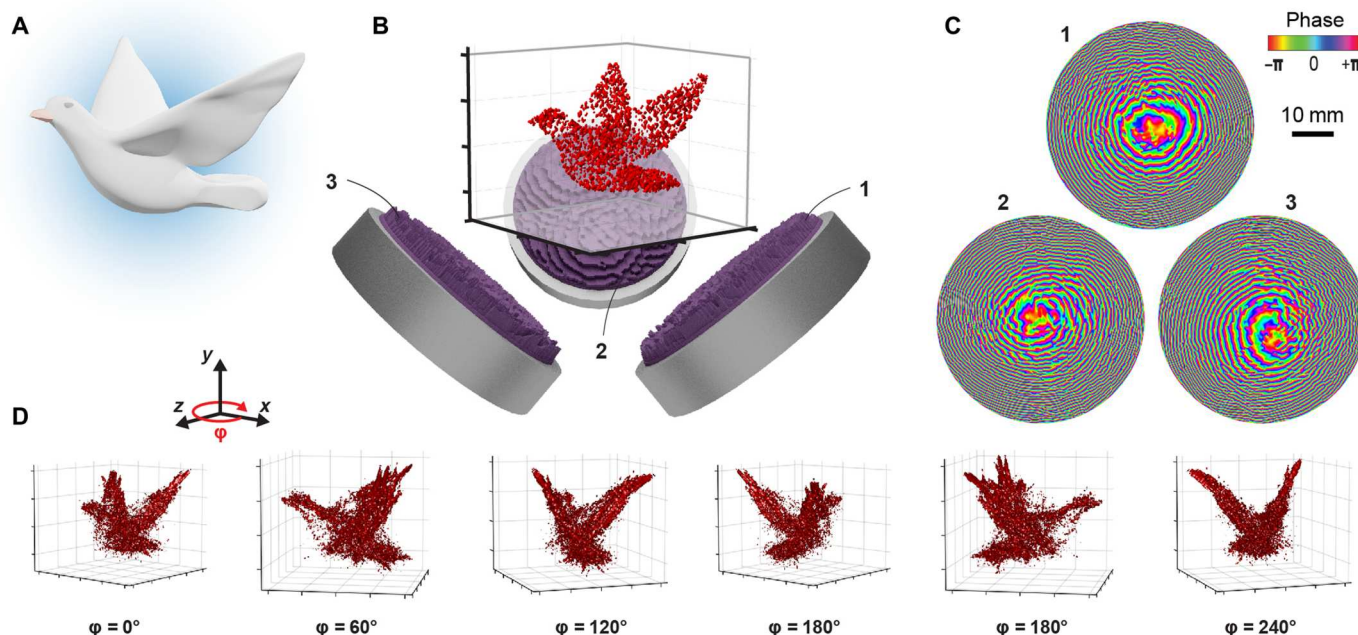 A
B
C
1
Phase
−π 0 +π
10 mm
3
1
2
3
2
y
z
x
φ
D
φ = 0°
φ = 60°
φ = 120°
φ = 180°
φ = 180°
φ = 240°